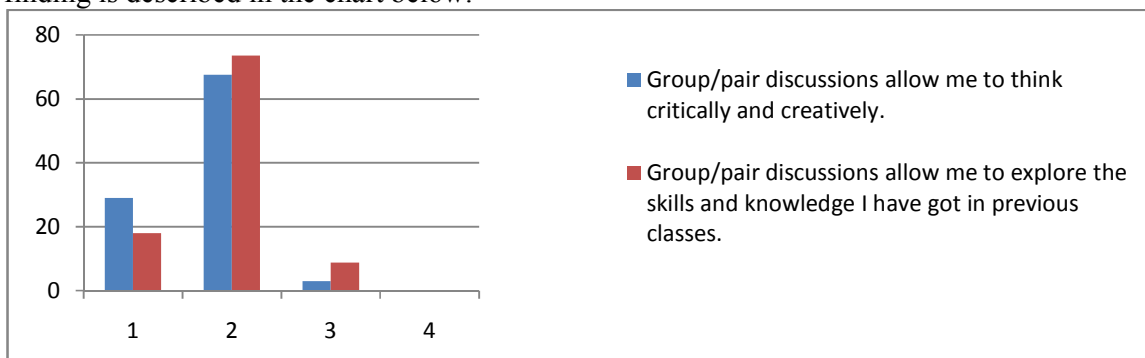 finding is described in the chart below.
80
60
40
20
0
1 2 3 4
Group/pair discussions allow me to think
critically and creatively.
Group/pair discussions allow me to explore the
skills and knowledge I have got in previous
classes.